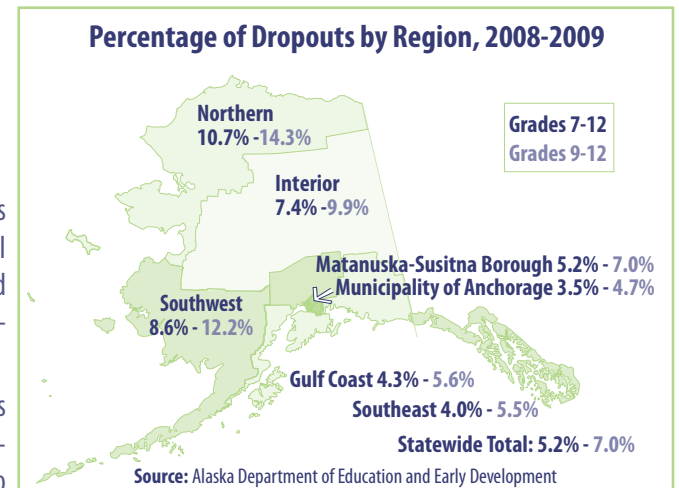 Percentage of Dropouts by Region, 2008-2009
Northern
10.7% -14.3%
Grades 7-12
Grades 9-12
Interior
7.4% -9.9%
s
l
d
-
Matanuska-Susitna Borough 5.2% - 7.0%
Municipality of Anchorage 3.5% - 4.7%
Southwest
8.6% - 12.2%
Gulf Coast 4.3% - 5.6%
s
Southeast 4.0% - 5.5%
-
Statewide Total: 5.2% - 7.0%
o
Source: Alaska Department of Education and Early Development